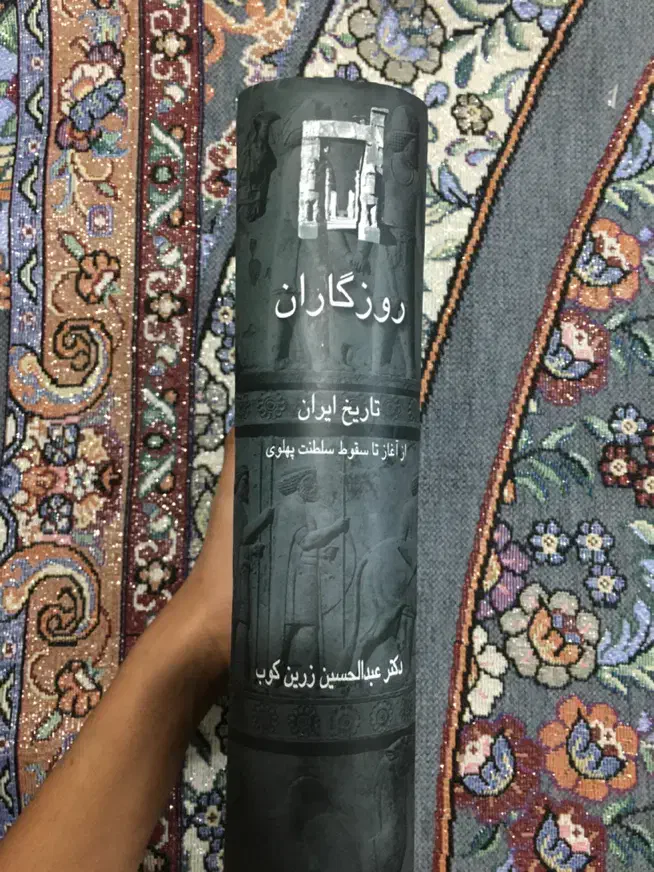 روزگاران
تاریخ ایران
از آغاز تا سقوط سلطنت پهلوی
دکتر عبدالحسین زرین کوب